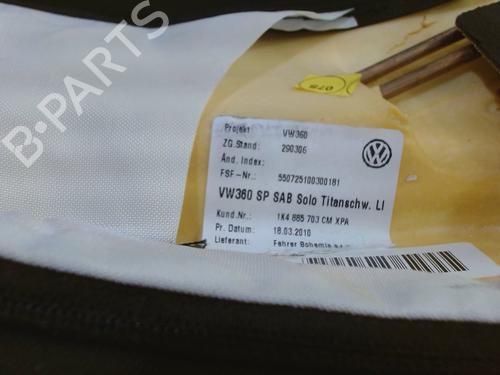 B-PARTS
078
Projekt VW360
ZG.Stand: 290306
Änd. Index:
FSF-Nr.: 550725100300181
VW360 SP SAB Solo Titanschw. LI
Kund.Nr.: 1K4 885 703 CM XPA
Pr. Datum: 18.03.2010
Lieferant: Fehrer Bohemia